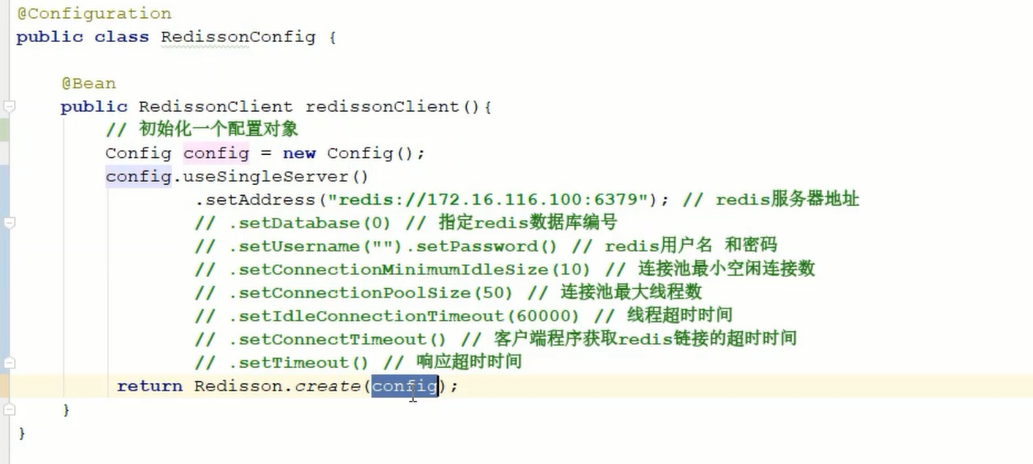 @Configuration
public class RedissonConfig {
@Bean
public RedissonClient redissonClient(){
// 初始化一个配置对象
Config config = new Config();
config.useSingleServer()
.setAddress("redis://172.16.116.100:6379"); // redis服务器地址
// .setDatabase(0) // 指定redis数据库编号
// .setUsername("").setPassword() // redis用户名 和密码
// .setConnectionMinimumIdleSize(10) // 连接池最小空闲连接数
// .setConnectionPoolSize(50) // 连接池最大线程数
// .setIdleConnectionTimeout(60000) // 线程超时时间
// .setConnectTimeout() // 客户端程序获取redis链接的超时时间
// .setTimeout() // 响应超时时间
return Redisson.create(config);
}
}